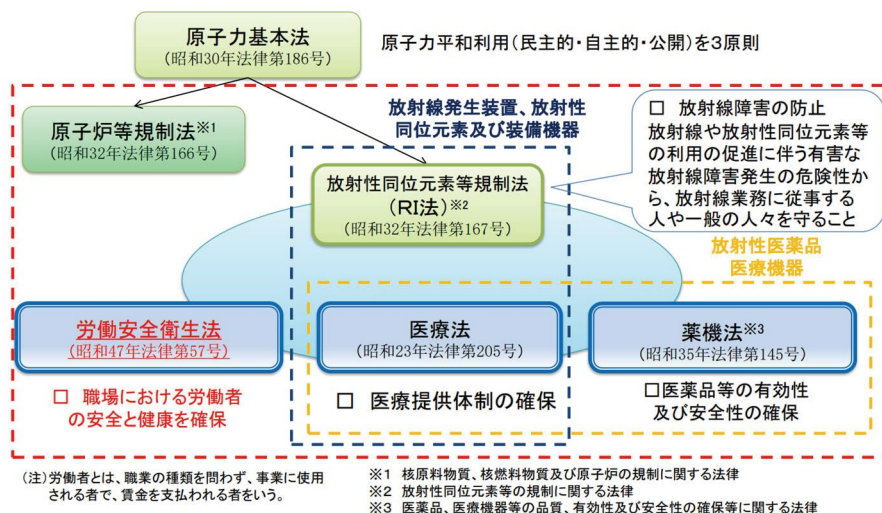 原子力基本法
(昭和30年法律第186号)
原子力平和利用(民主的・自主的・公開)を3原則
原子炉等規制法※1
(昭和32年法律第166号)
放射線発生装置、放射性
同位元素及び装備機器
□ 放射線障害の防止
放射線や放射性同位元素等
の利用の促進に伴う有害な
放射線障害発生の危険性か
ら、放射線業務に従事する
人や一般の人々を守ること
放射性同位元素等規制法
(RI法)※2
(昭和32年法律第167号)
放射性医薬品
医療機器
労働安全衛生法
(昭和47年法律第57号)
医療法
(昭和23年法律第205号)
薬機法※3
(昭和35年法律第145号)
□ 職場における労働者
の安全と健康を確保
□ 医療提供体制の確保
□医薬品等の有効性
及び安全性の確保
(注)労働者とは、職業の種類を問わず、事業に使用
される者で、賃金を支払われる者をいう。
※1 核原料物質、核燃料物質及び原子炉の規制に関する法律
※2 放射性同位元素等の規制に関する法律
※3 医薬品、医療機器等の品質、有効性及び安全性の確保等に関する法律